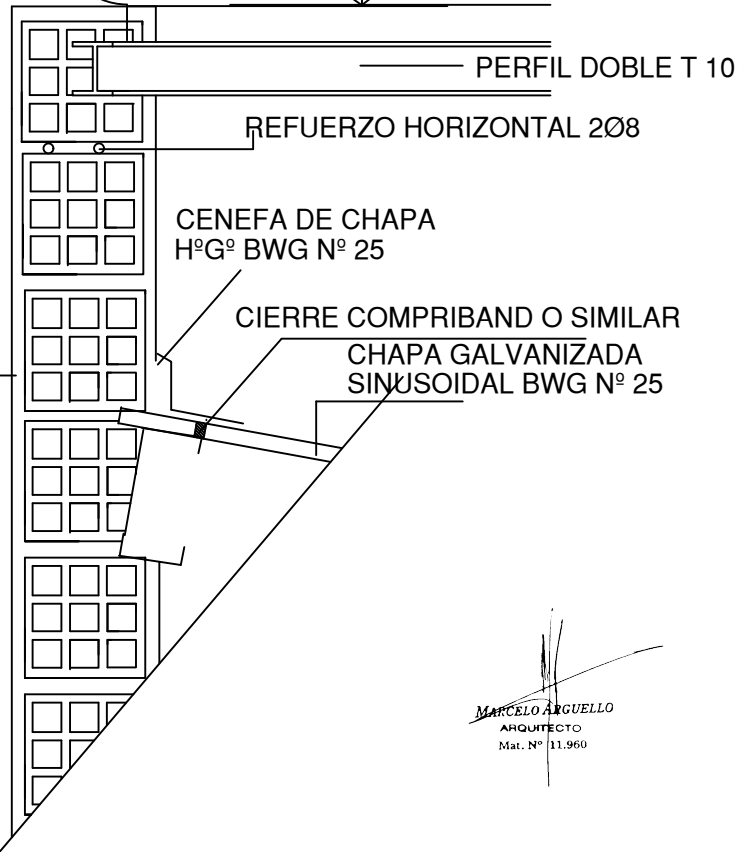 PERFIL DOBLE T 10
REFUERZO HORIZONTAL 2Ø8
CENEFA DE CHAPA
HºGº BWG Nº 25
CIERRE COMPRIBAND O SIMILAR
CHAPA GALVANIZADA
SINUSOIDAL BWG Nº 25
MARCELO ARGUELLO
ARQUITECTO
Mat. Nº 11.960